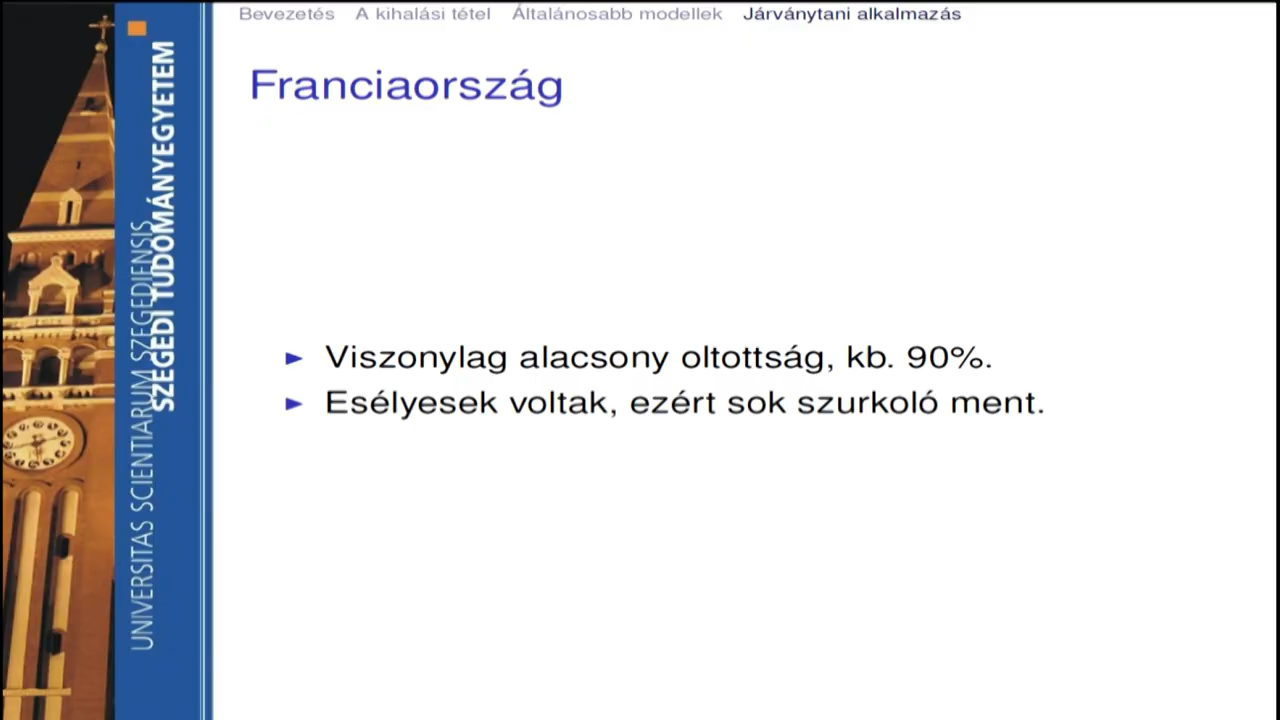 Bevezetés A kihalási tétel Általánosabb modellek Járványtani alkalmazás
Franciaország
Viszonylag alacsony oltottság, kb. 90%.
Esélyesek voltak, ezért sok szurkoló ment.
UNIVERSITAS SCIENTIARUM SZEGEDIENSIS
SZEGEDI TUDOMÁNYEGYETEM